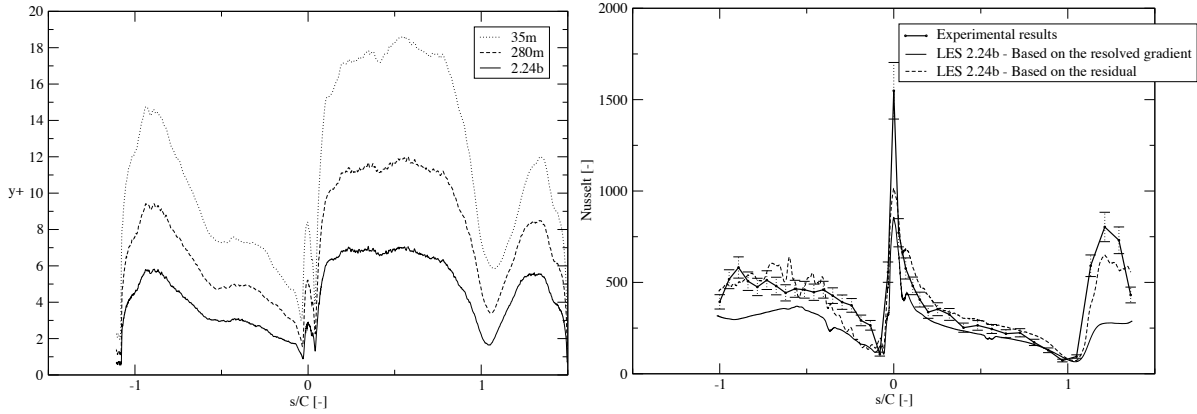 20
18
16
14
12
10
8
6
4
2
0
y+
-1
0
1
s/C [-]
35m
280m
2.24b
2000
1500
1000
500
0
Nusselt [-]
-1
0
1
s/C [-]
Experimental results
LES 2.24b - Based on the resolved gradient
LES 2.24b - Based on the residual